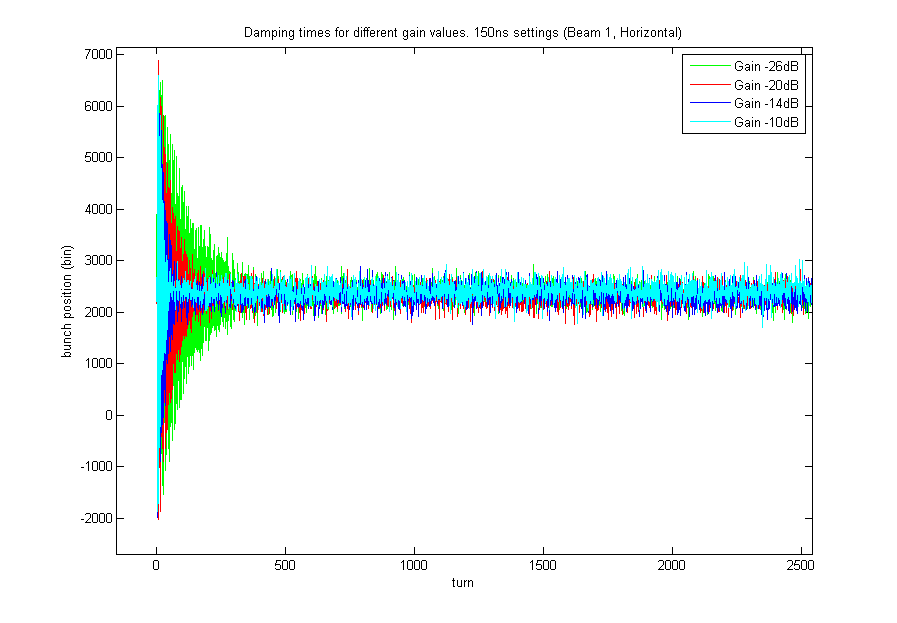 Damping times for different gain values. 150ns settings (Beam 1, Horizontal)
7000
6000
5000
4000
3000
2000
1000
0
-1000
-2000
bunch position (bin)
Gain -26dB
Gain -20dB
Gain -14dB
Gain -10dB
0 500 1000 1500 2000 2500
turn